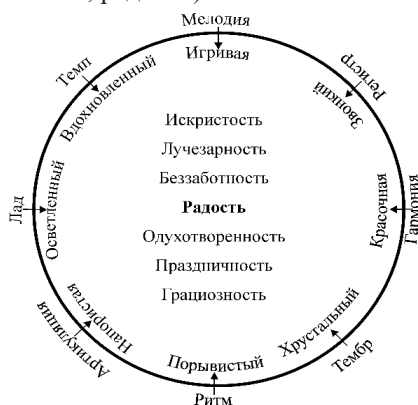 Мелодия
Игривая
Темп
Вдохновленный
Регистр
Звонкий
Искристость
Лучезарность
Беззаботность
Радость
Одухотворенность
Праздничность
Грациозность
Лад
Осветленный
Красочная
Гармония
Артикуляция
Напористая
Хрустальный
Тембр
Порывистый
Ритм